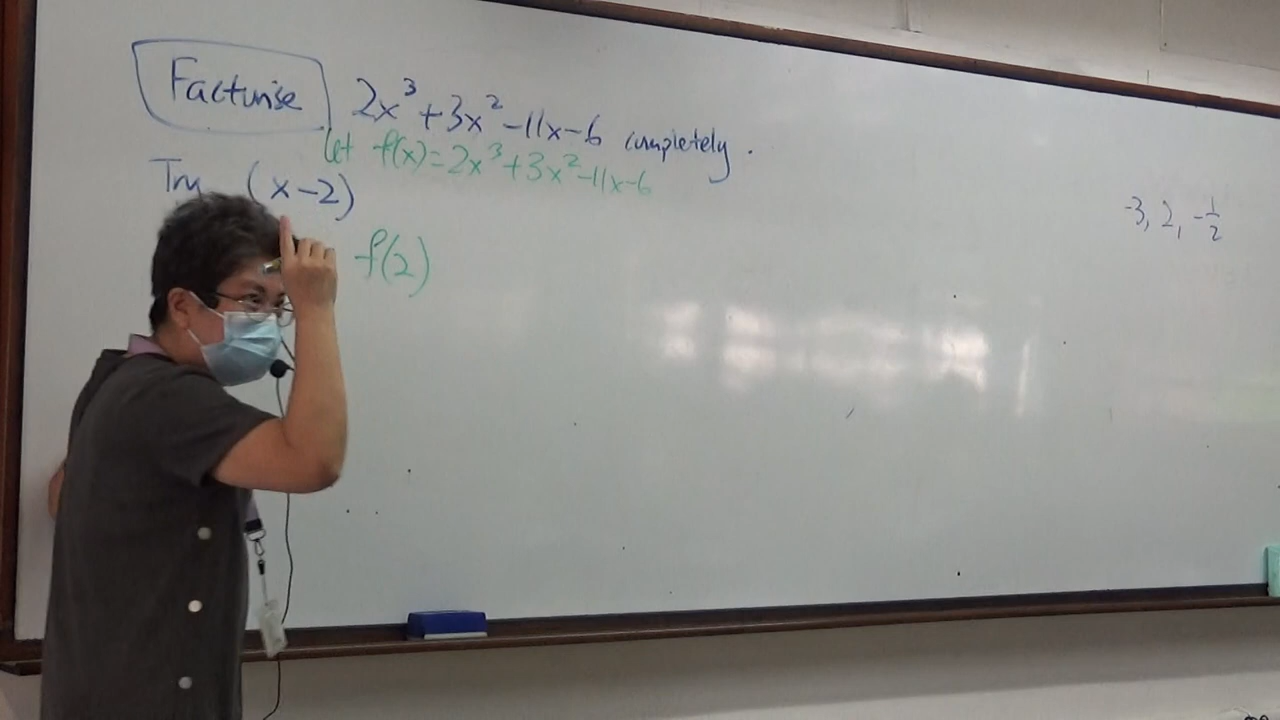 Factorise 2x³+3x²-11x-6 completely.
let f(x)=2x³+3x²-11x-6
Try (x-2)
-3, 2, -1/2
f(2)